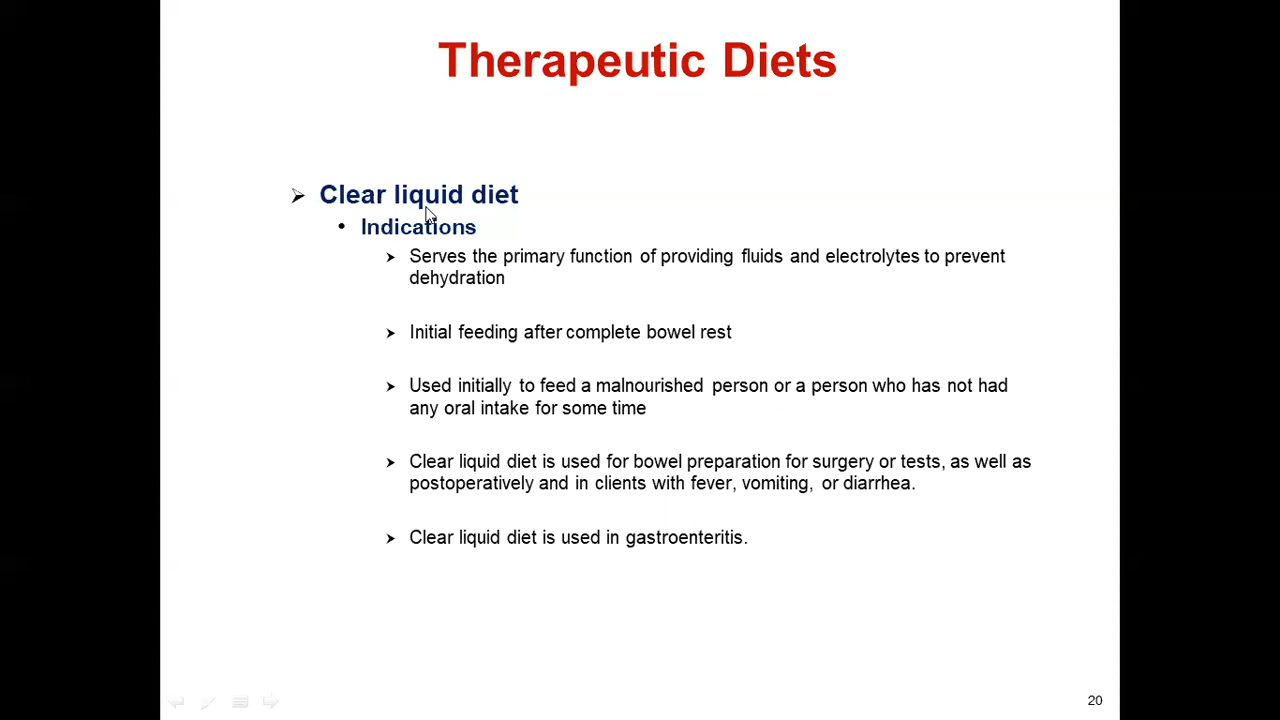 Therapeutic Diets
Clear liquid diet
Indications
Serves the primary function of providing fluids and electrolytes to prevent
dehydration
Initial feeding after complete bowel rest
Used initially to feed a malnourished person or a person who has not had
any oral intake for some time
Clear liquid diet is used for bowel preparation for surgery or tests, as well as
postoperatively and in clients with fever, vomiting, or diarrhea.
Clear liquid diet is used in gastroenteritis.
20